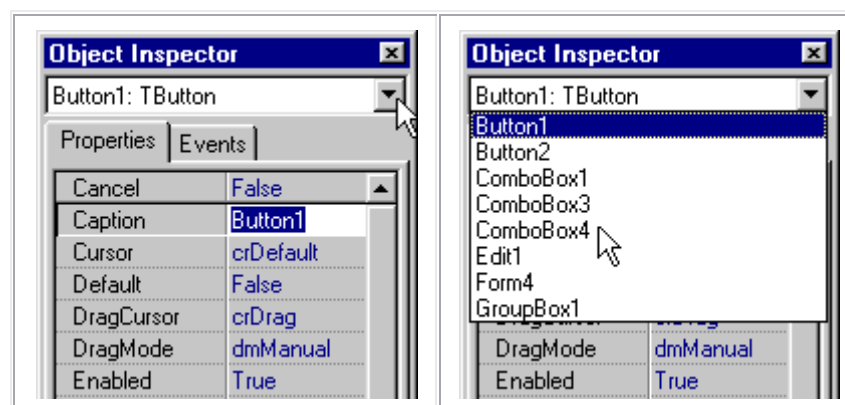 Object Inspector
Button1: TButton
Properties Events
Cancel False
Caption Button1
Cursor crDefault
Default False
DragCursor crDrag
DragMode dmManual
Enabled True
Object Inspector
Button1: TButton
Button1
Button2
ComboBox1
ComboBox3
ComboBox4
Edit1
Form4
GroupBox1
DragMode dmManual
Enabled True